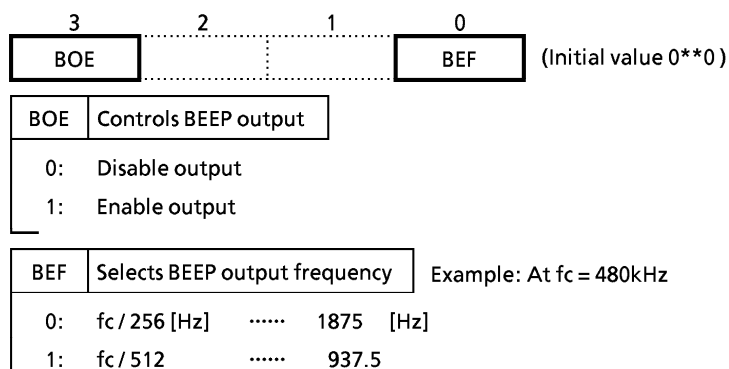 3 2 1 0
BOE BEF (Initial value 0**0)
BOE Controls BEEP output
0: Disable output
1: Enable output
BEF Selects BEEP output frequency Example: At fc = 480kHz
0: fc / 256 [Hz] ······ 1875 [Hz]
1: fc / 512 ······ 937.5